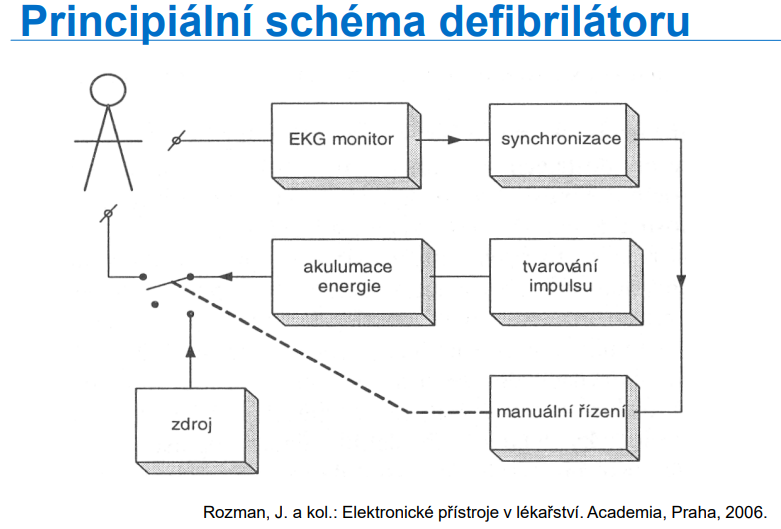 Principiální schéma defibrilátoru
EKG monitor
synchronizace
akulumace
energie
tvarování
impulsu
zdroj
manuální řízení
Rozman, J. a kol.: Elektronické přístroje v lékařství. Academia, Praha, 2006.